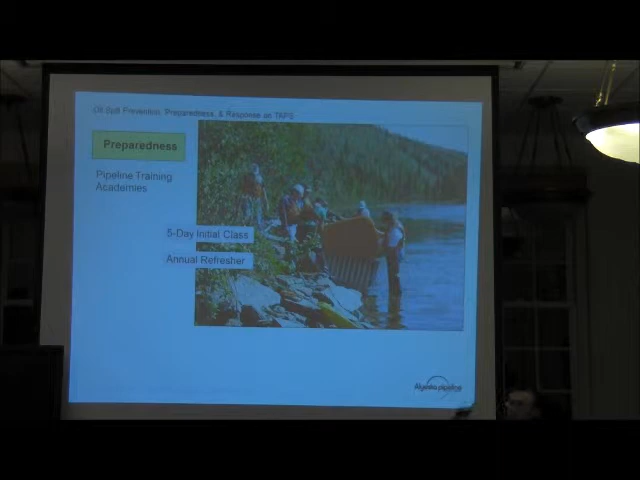 Oil Spill Prevention, Preparedness, & Response on TAPS
Preparedness
Pipeline Training
Academies
5-Day Initial Class
Annual Refresher
Alyeska pipeline